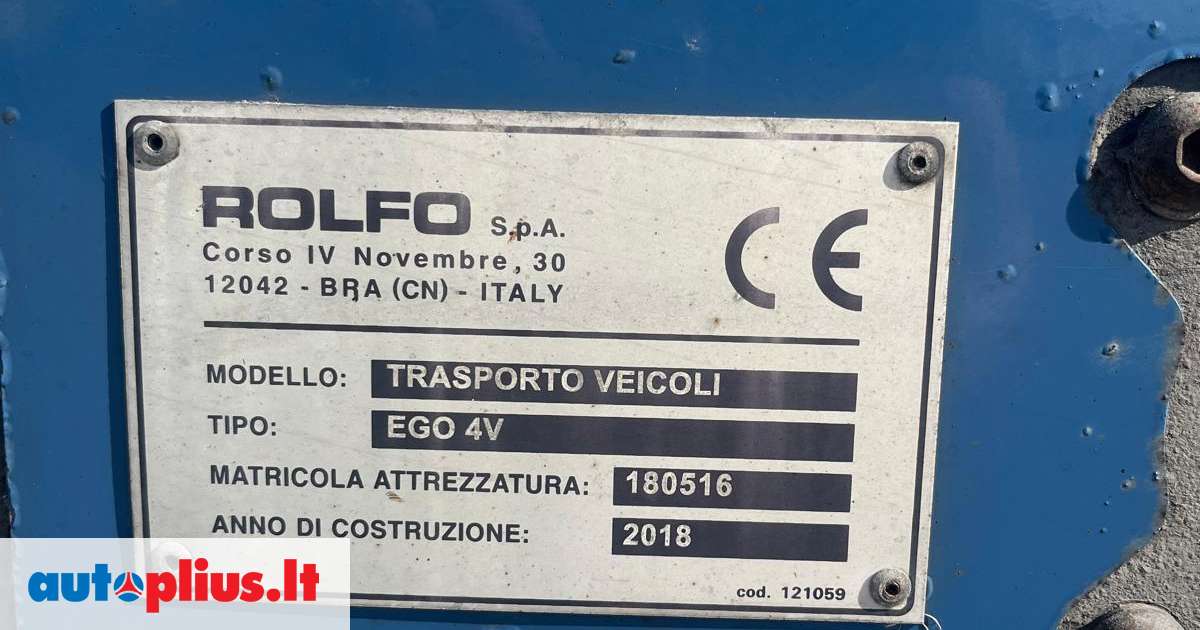 ROLFO S.p.A.
Corso IV Novembre, 30
12042 - BRA (CN) - ITALY
CE
MODELLO: TRASPORTO VEICOLI
TIPO: EGO 4V
MATRICOLA ATTREZZATURA: 180516
ANNO DI COSTRUZIONE: 2018
cod. 121059
autoplius.lt